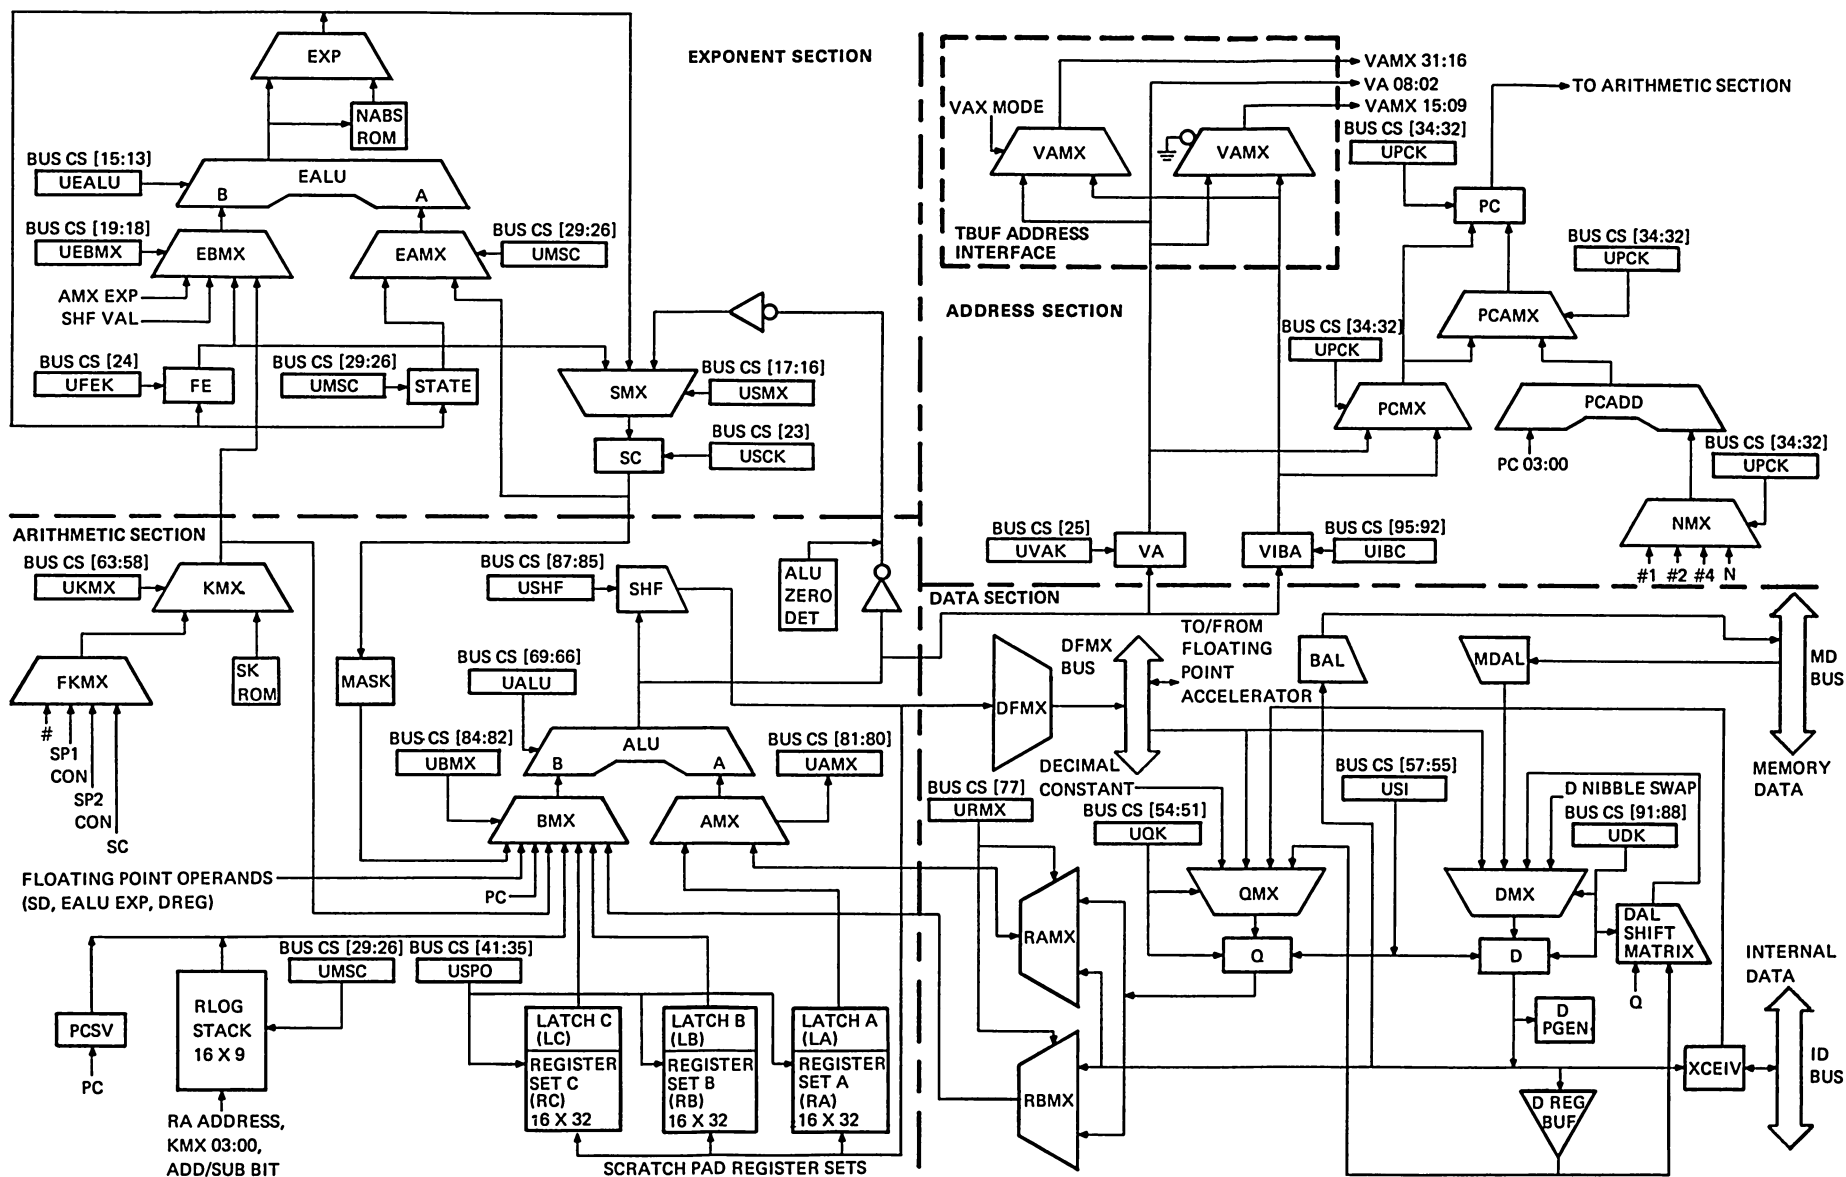 EXPONENT SECTION
EXP
NABS
ROM
BUS CS [15:13]
UEALU
EALU
B
A
BUS CS [19:18]
UEBMX
EBMX
EAMX
BUS CS [29:26]
UMSC
AMX EXP
SHF VAL
BUS CS [24]
UFEK
FE
BUS CS [29:26]
UMSC
STATE
SMX
BUS CS [17:16]
USMX
BUS CS [23]
USCK
SC
VAMX 31:16
VA 08:02
VAMX 15:09
VAX MODE
VAMX
VAMX
TBUF ADDRESS
INTERFACE
ADDRESS SECTION
TO ARITHMETIC SECTION
BUS CS [34:32]
UPCK
PC
BUS CS [34:32]
UPCK
PCAMX
BUS CS [34:32]
UPCK
PCMX
PCADD
PC 03:00
BUS CS [34:32]
UPCK
NMX
#1 #2 #4 N
BUS CS [25]
UVAK
VA
VIBA
BUS CS [95:92]
UIBC
ARITHMETIC SECTION
BUS CS [63:58]
UKMX
KMX
FKMX
SK
ROM
#
SP1
CON
SP2
CON
SC
MASK
BUS CS [87:85]
USHF
SHF
ALU
ZERO
DET
BUS CS [69:66]
UALU
ALU
B
A
BUS CS [84:82]
UBMX
BMX
AMX
BUS CS [81:80]
UAMX
FLOATING POINT OPERANDS
(SD, EALU EXP, DREG)
PC
BUS CS [29:26]
UMSC
BUS CS [41:35]
USPO
PCSV
PC
RLOG
STACK
16 X 9
RA ADDRESS,
KMX 03:00,
ADD/SUB BIT
LATCH C
(LC)
REGISTER
SET C
(RC)
16 X 32
LATCH B
(LB)
REGISTER
SET B
(RB)
16 X 32
LATCH A
(LA)
REGISTER
SET A
(RA)
16 X 32
SCRATCH PAD REGISTER SETS
DATA SECTION
DFMX
DFMX
BUS
TO/FROM
FLOATING
POINT
ACCELERATOR
BAL
MDAL
MD
BUS
MEMORY
DATA
DECIMAL
CONSTANT
BUS CS [77]
URMX
BUS CS [54:51]
UQK
BUS CS [57:55]
USI
D NIBBLE SWAP
BUS CS [91:88]
UDK
QMX
DMX
DAL
SHIFT
MATRIX
Q
RAMX
Q
D
D
PGEN
RBMX
D REG
BUF
XCEIV
INTERNAL
DATA
ID
BUS